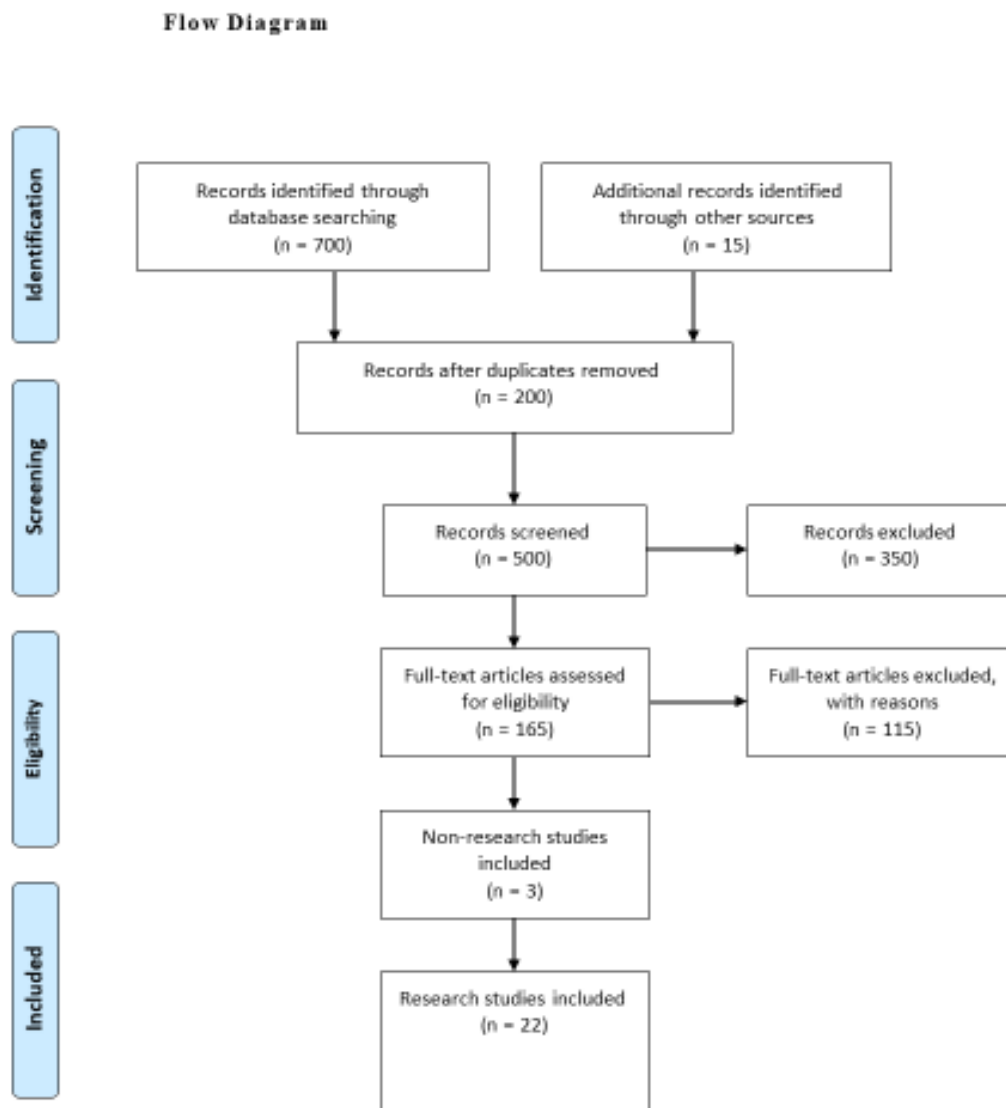 Flow Diagram
Identification
Records identified through
database searching
(n = 700)
Additional records identified
through other sources
(n = 15)
Records after duplicates removed
(n = 200)
Screening
Records screened
(n = 500)
Records excluded
(n = 350)
Eligibility
Full-text articles assessed
for eligibility
(n = 165)
Full-text articles excluded,
with reasons
(n = 115)
Non-research studies
included
(n = 3)
Included
Research studies included
(n = 22)